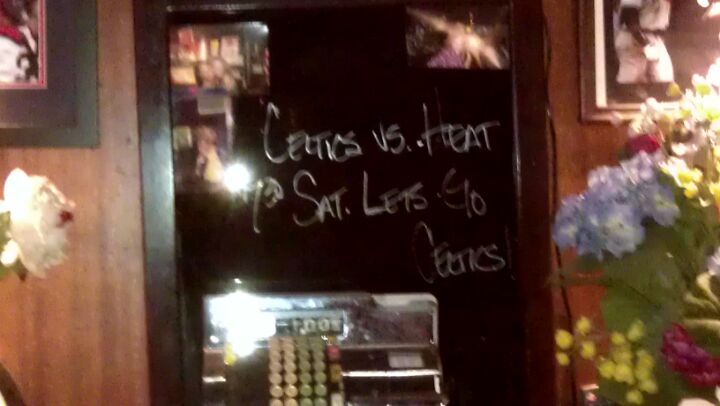 CELTICS VS. HEAT
@ SAT. LETS GO
CELTICS!